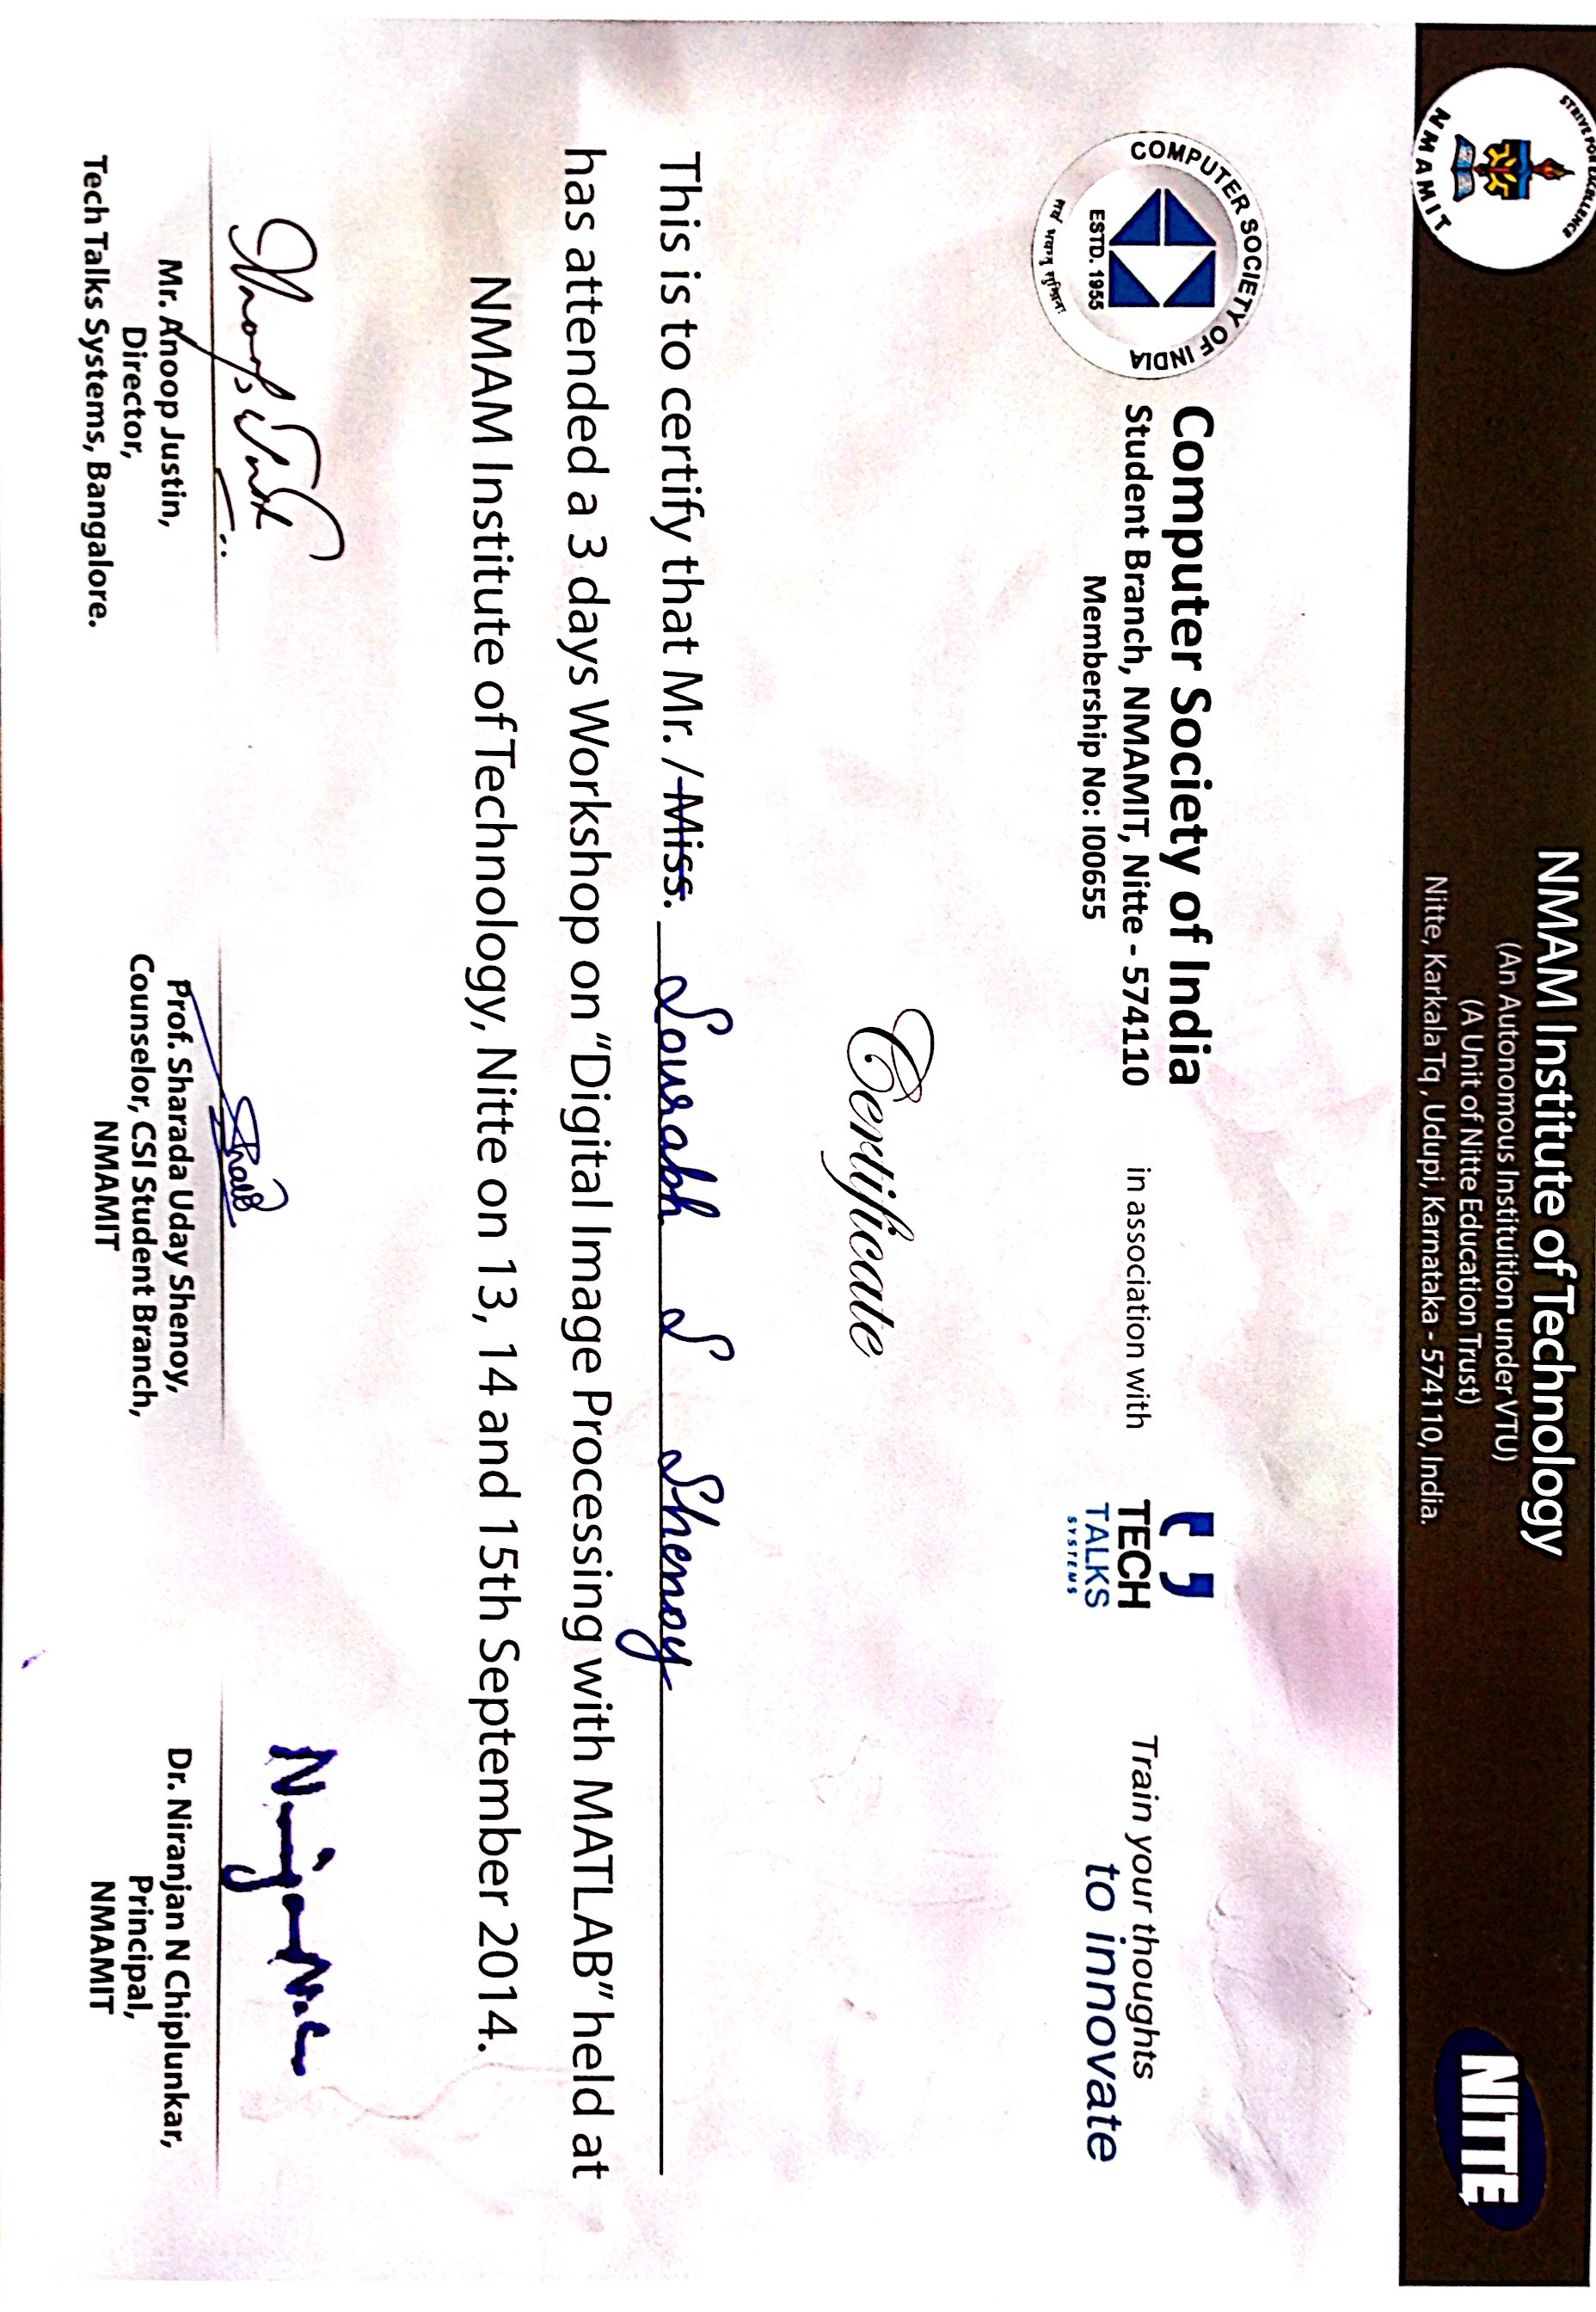 STRIVE FOR EXCELLENCE
NMAMIT
NMAM Institute of Technology
(An Autonomous Instituition under VTU)
(A Unit of Nitte Education Trust)
Nitte, Karkala Tq , Udupi, Karnataka - 574110, India.
NITTE
COMPUTER SOCIETY OF INDIA
ESTD. 1955
Computer Society of India
Student Branch, NMAMIT, Nitte - 574110
Membership No: I00655
in association with
TECH
TALKS
SYSTEMS
Train your thoughts
to innovate
Certificate
This is to certify that Mr. / Miss. Sourabh S Shenoy
has attended a 3 days Workshop on “Digital Image Processing with MATLAB” held at
NMAM Institute of Technology, Nitte on 13, 14 and 15th September 2014.
Anoop Justin
Niranjan N.C
Mr. Anoop Justin,
Director,
Tech Talks Systems, Bangalore.
Prof. Sharada Uday Shenoy,
Counselor, CSI Student Branch,
NMAMIT
Dr. Niranjan N Chiplunkar,
Principal,
NMAMIT